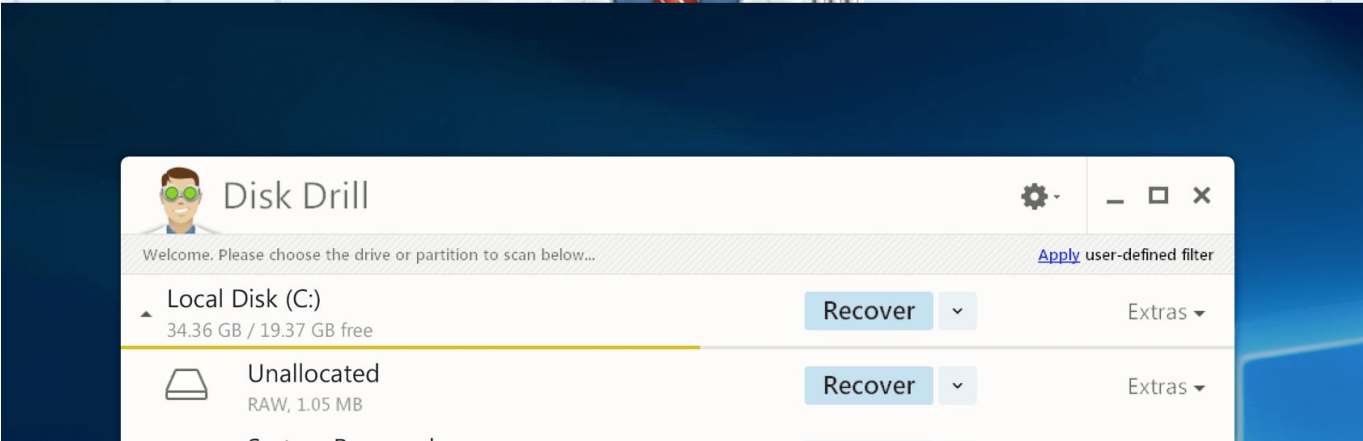 Disk Drill
Welcome. Please choose the drive or partition to scan below...
Apply user-defined filter
Local Disk (C:)
34.36 GB / 19.37 GB free
Recover
Extras
Unallocated
RAW, 1.05 MB
Recover
Extras